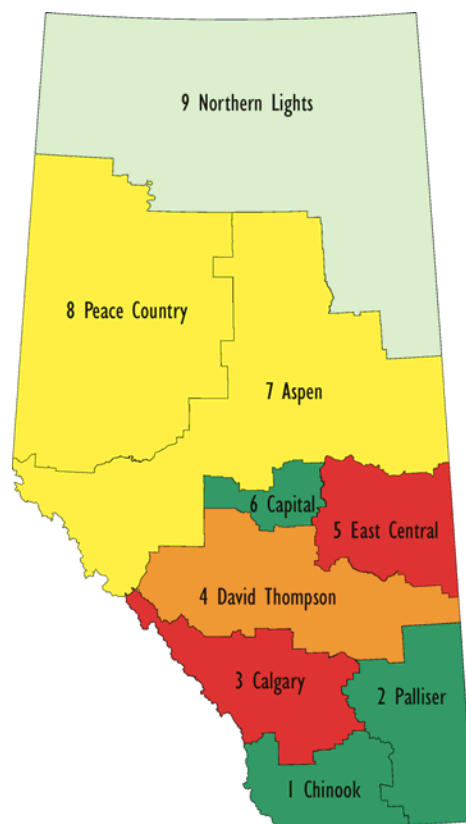 9 Northern Lights
8 Peace Country
7 Aspen
6 Capital
5 East Central
4 David Thompson
3 Calgary
2 Palliser
1 Chinook